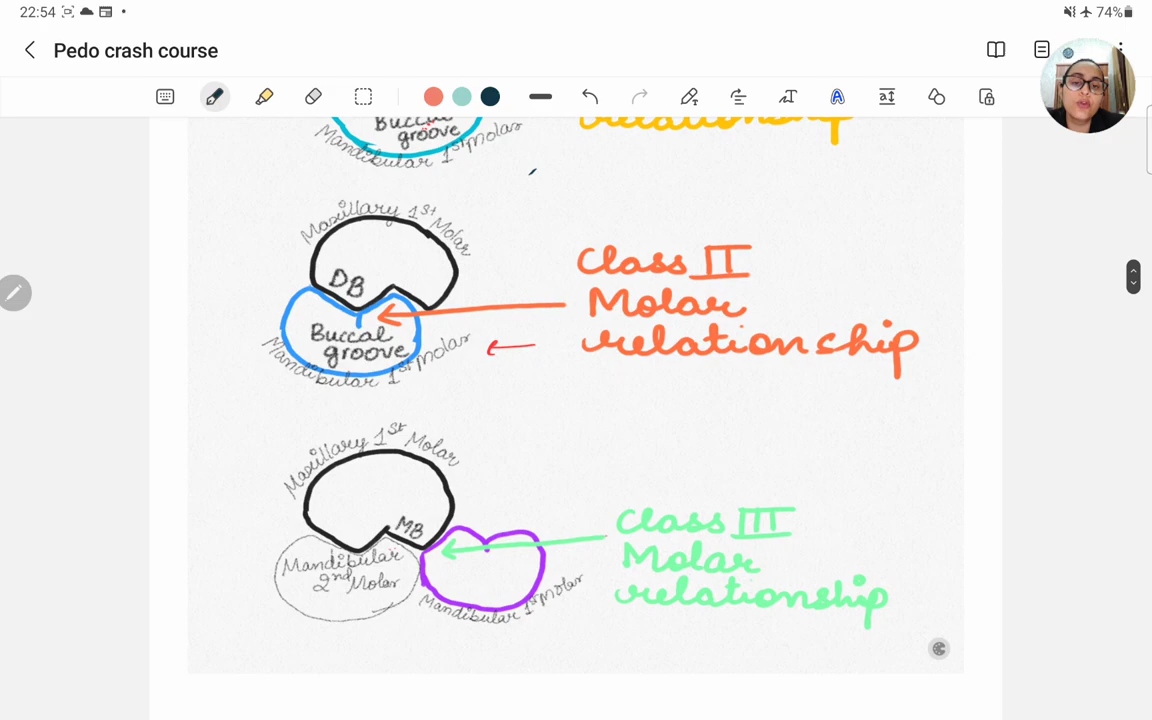 22:54
74%
Pedo crash course
Buccal
groove
Mandibular 1st Molar
relationship
Maxillary 1st Molar
DB
Buccal
groove
Mandibular 1st Molar
Class II
Molar
relationship
Maxillary 1st Molar
MB
Mandibular
2nd Molar
Mandibular 1st Molar
Class III
Molar
relationship